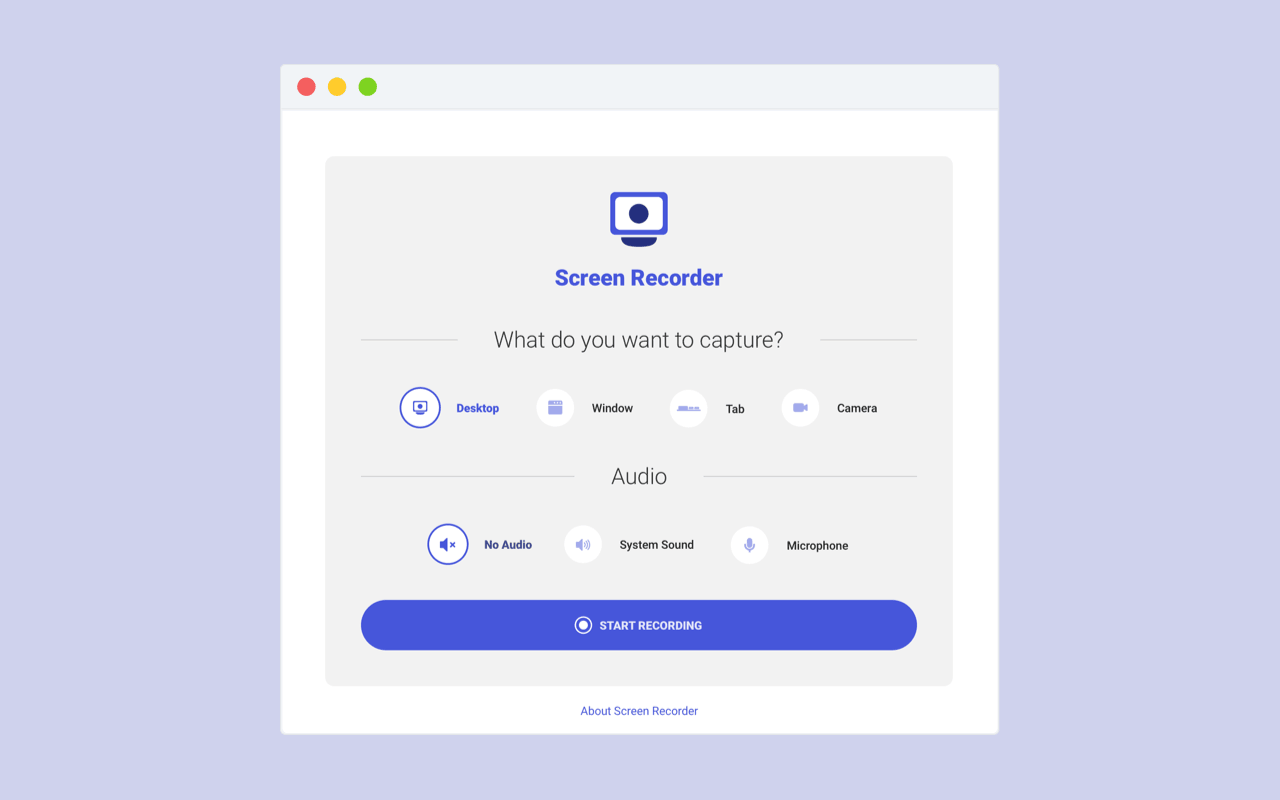 Screen Recorder
What do you want to capture?
Desktop Window Tab Camera
Audio
No Audio System Sound Microphone
START RECORDING
About Screen Recorder